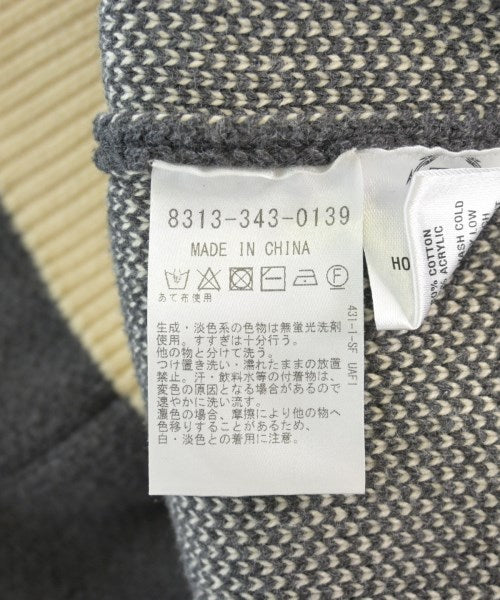 8313-343-0139
MADE IN CHINA
あて布使用
生成・淡色系の色物は無蛍光洗剤
使用。すすぎは十分行う。
他の物と分けて洗う。
つけ置き洗い・濡れたままの放置
禁止。汗・飲料水等の付着物は、
変色の原因となる場合があるので
速やかに洗い流す。
濃色の場合、摩擦により他の物へ
色移りすることがあるため、
白・淡色との着用に注意。
431-I-SF UAFI
HO
% COTTON
ACRYLIC
ASH COLD
LOW